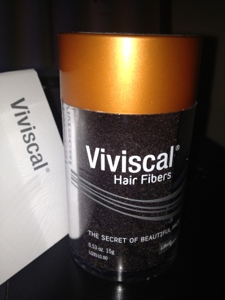 Viviscal®
Viviscal®
Hair Fibers
THE SECRET OF BEAUTIFUL
0.53 oz. 15g